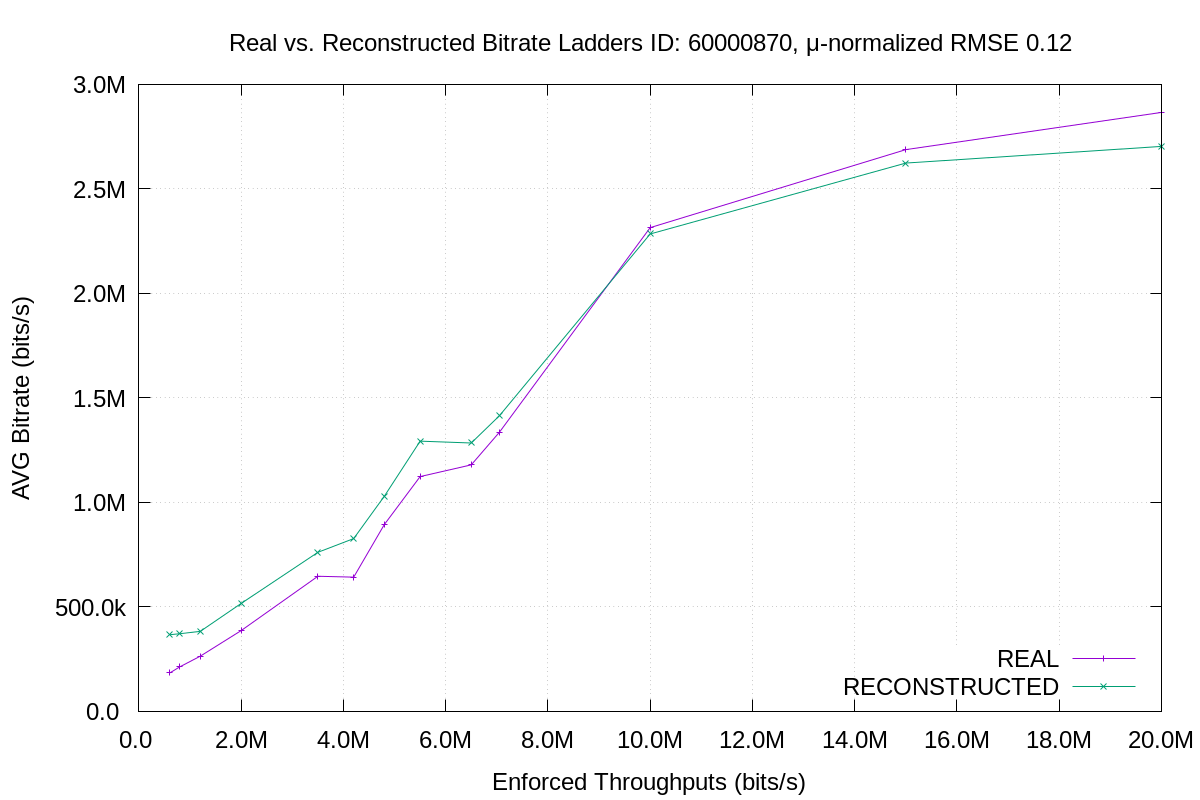 Real vs. Reconstructed Bitrate Ladders ID: 60000870, μ-normalized RMSE 0.12
3.0M
2.5M
2.0M
1.5M
1.0M
500.0k
0.0
AVG Bitrate (bits/s)
REAL
RECONSTRUCTED
0.0 2.0M 4.0M 6.0M 8.0M 10.0M 12.0M 14.0M 16.0M 18.0M 20.0M
Enforced Throughputs (bits/s)